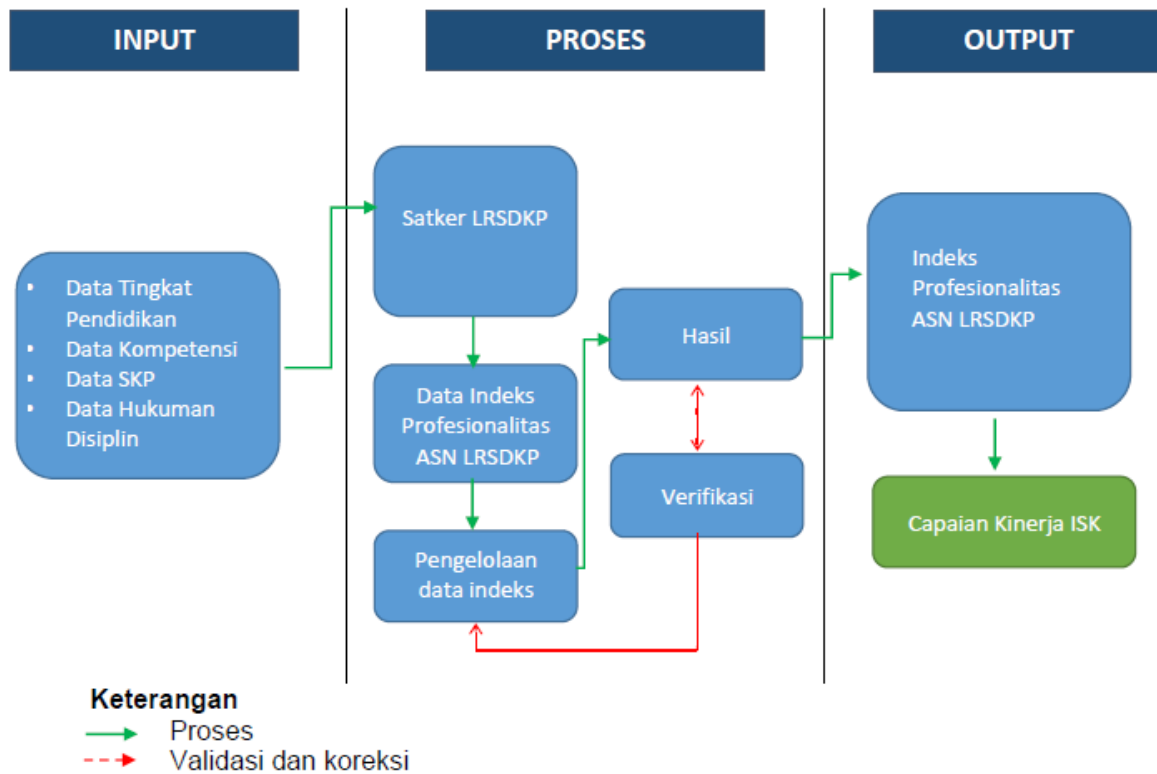 INPUT
PROSES
OUTPUT
• Data Tingkat
Pendidikan
• Data Kompetensi
• Data SKP
• Data Hukuman
Disiplin
Satker LRSDKP
Data Indeks
Profesionalitas
ASN LRSDKP
Pengelolaan
data indeks
Hasil
Verifikasi
Indeks
Profesionalitas
ASN LRSDKP
Capaian Kinerja ISK
Keterangan
Proses
Validasi dan koreksi